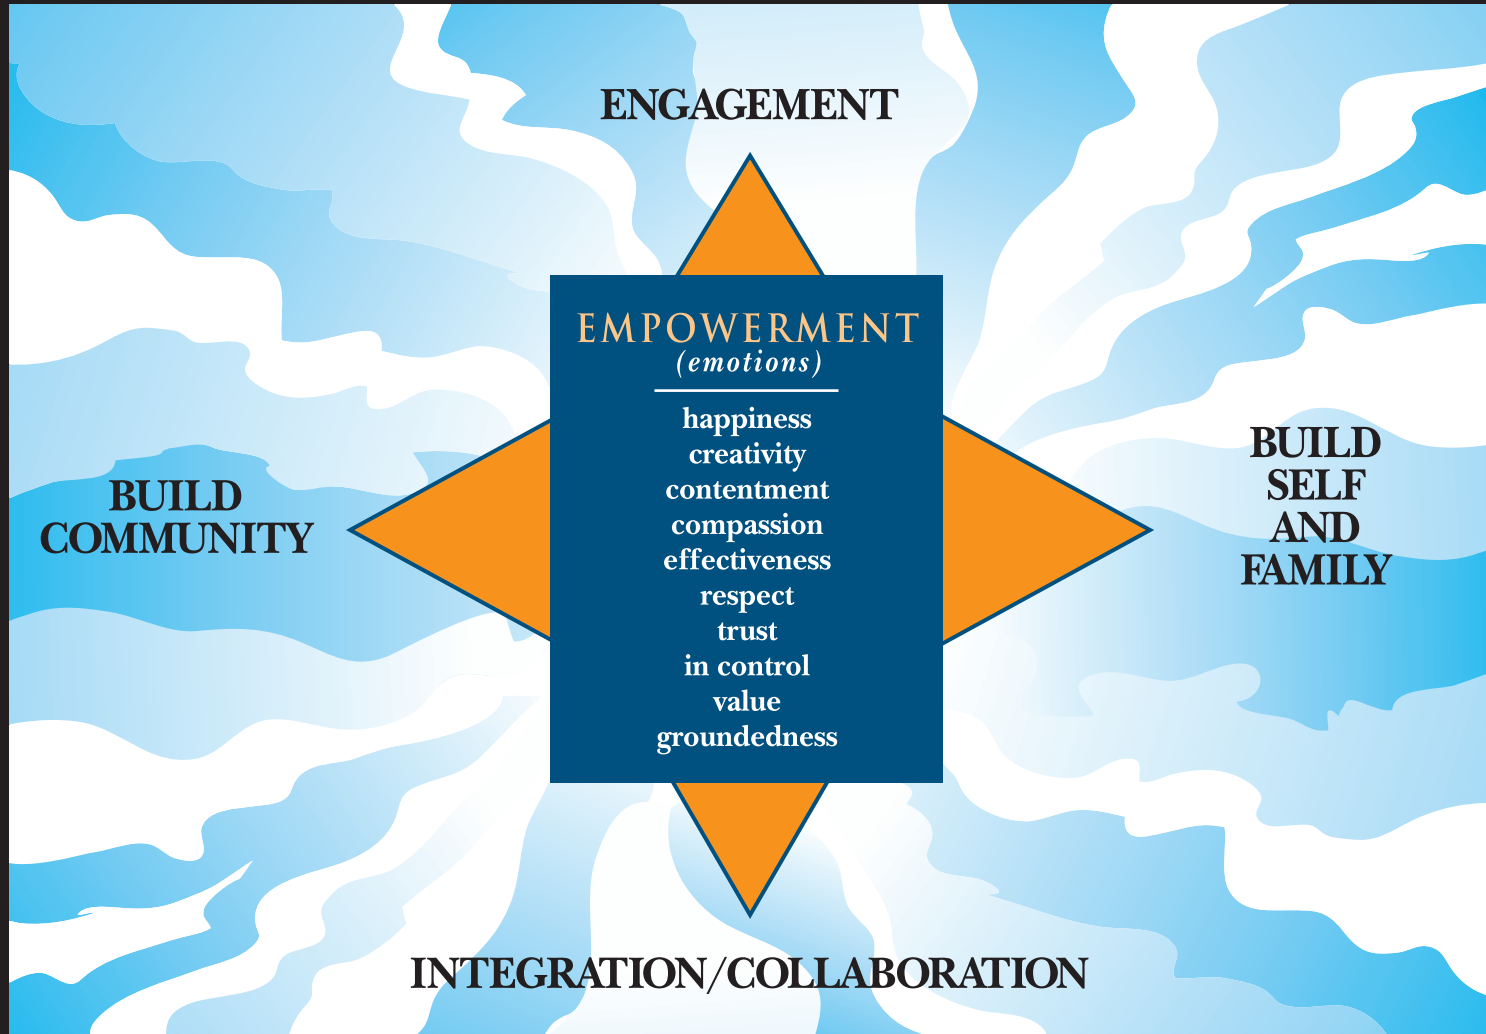 ENGAGEMENT
EMPOWERMENT
(emotions)
happiness
creativity
contentment
compassion
effectiveness
respect
trust
in control
value
groundedness
BUILD
COMMUNITY
BUILD
SELF
AND
FAMILY
INTEGRATION/COLLABORATION